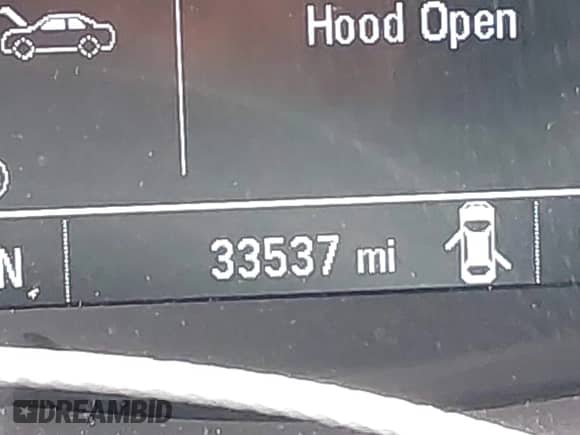 Hood Open
N
33537 mi
DREAMBID